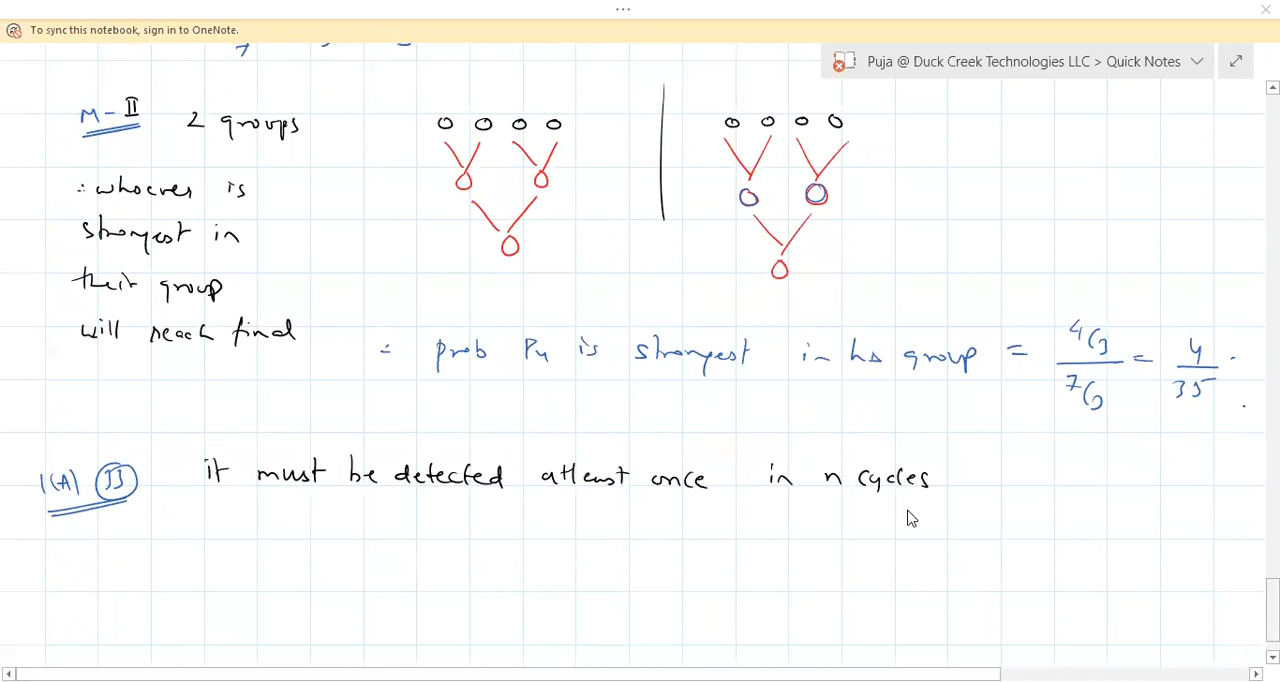 To sync this notebook, sign in to OneNote.
Puja @ Duck Creek Technologies LLC > Quick Notes
M - II 2 groups
∴ whoever is
strongest in
their group
will reach final
∴ prob P4 is strongest in hs group = 4C3 / 7C3 = 4/35 .
1(A) II it must be detected atleast once in n cycles